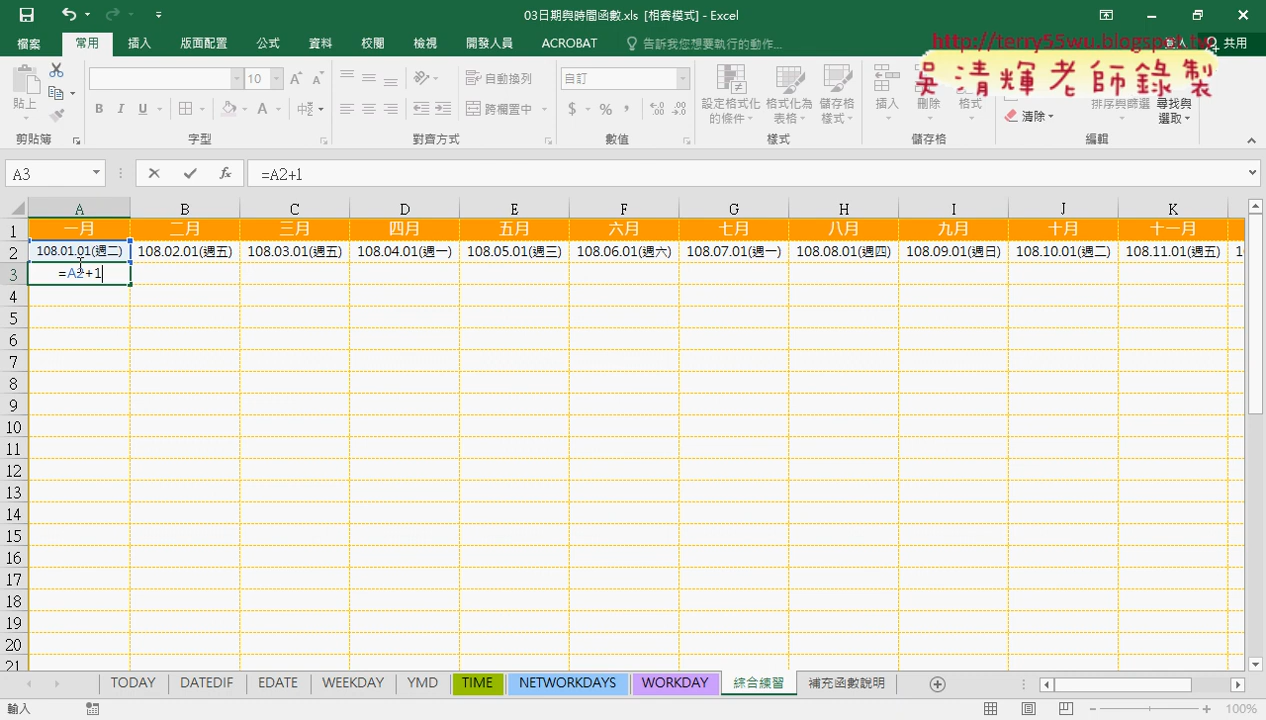 03日期與時間函數.xls [相容模式] - Excel
檔案 常用 插入 版面配置 公式 資料 校閱 檢視 開發人員 ACROBAT 告訴我您想要執行的動作... 共用
http://terry55wu.blogspot.tw
吳清輝老師錄製
貼上 10 B I U A 中 自動換列 跨欄置中 自訂 $ % , 設定格式化的條件 格式化為表格 儲存格樣式 插入 刪除 格式 清除 排序與篩選 尋找與選取
剪貼簿 字型 對齊方式 數值 樣式 儲存格 編輯
A3 fx =A2+1
A B C D E F G H I J K
1 一月 二月 三月 四月 五月 六月 七月 八月 九月 十月 十一月
2 108.01.01(週二) 108.02.01(週五) 108.03.01(週五) 108.04.01(週一) 108.05.01(週三) 108.06.01(週六) 108.07.01(週一) 108.08.01(週四) 108.09.01(週日) 108.10.01(週二) 108.11.01(週五) 10
3 =A2+1
4
5
6
7
8
9
10
11
12
13
14
15
16
17
18
19
20
21
TODAY DATEDIF EDATE WEEKDAY YMD TIME NETWORKDAYS WORKDAY 綜合練習 補充函數說明
輸入 100%